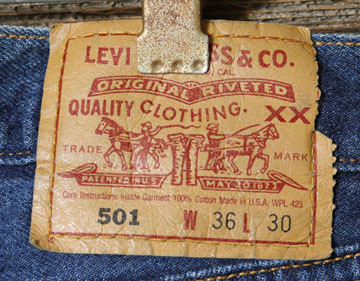 LEVI SS & CO.
CAL
ORIGINAL RIVETED
QUALITY CLOTHING. XX
TRADE MARK
PATENTED IN U.S. MAY 20 1873
Care Instructions Inside Garment 100% Cotton Made in U.S.A. WPL 423
501 W 36 L 30